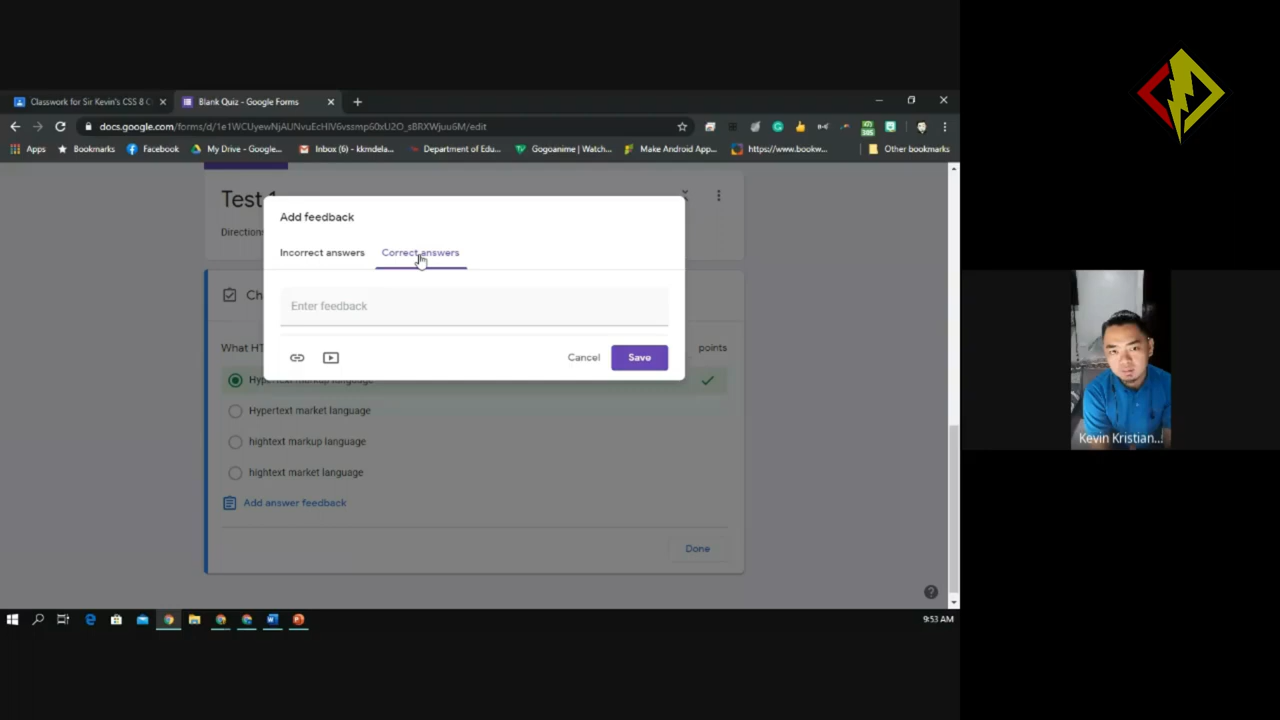 Classwork for Sir Kevin's CSS 8 C
Blank Quiz - Google Forms
docs.google.com/forms/d/1e1WCUyewNjAUNvuEcHlV6vssmp60xU2O_sBRXWjuu6M/edit
Apps
Bookmarks
Facebook
My Drive - Google...
Inbox (6) - kkmdela...
Department of Edu...
Gogoanime | Watch...
Make Android App...
https://www.bookw...
Other bookmarks
Test 1
Direction
Add feedback
Incorrect answers
Correct answers
Enter feedback
Cancel
Save
Ch
What HT
points
Hypertext markup language
Hypertext market language
hightext markup language
hightext market language
Add answer feedback
Done
9:53 AM
Kevin Kristian...